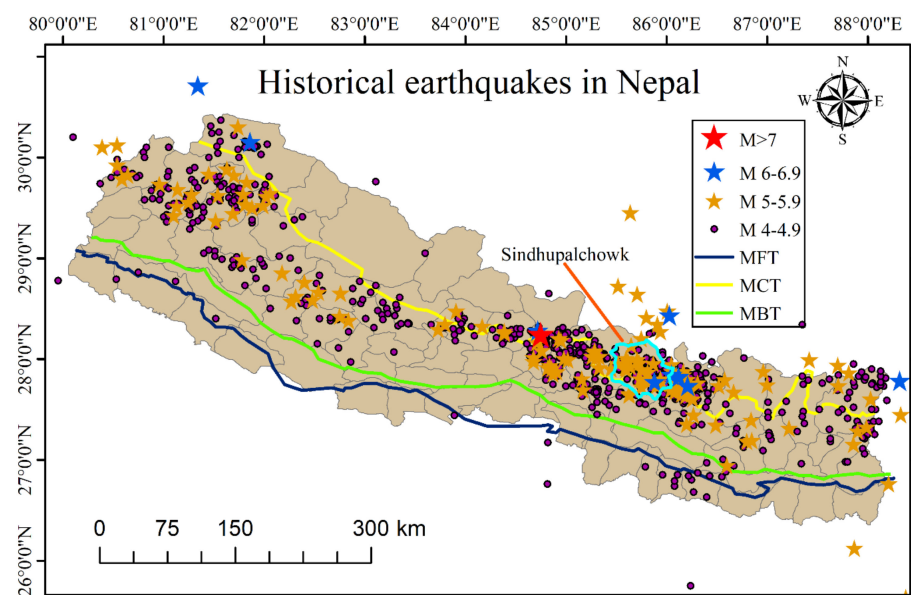 80°0'0"E 81°0'0"E 82°0'0"E 83°0'0"E 84°0'0"E 85°0'0"E 86°0'0"E 87°0'0"E 88°0'0"E
Historical earthquakes in Nepal
N
W E
S
M>7
M 6-6.9
M 5-5.9
M 4-4.9
MFT
MCT
MBT
Sindhupalchowk
30°0'0"N
29°0'0"N
28°0'0"N
27°0'0"N
26°0'0"N
0 75 150 300 km